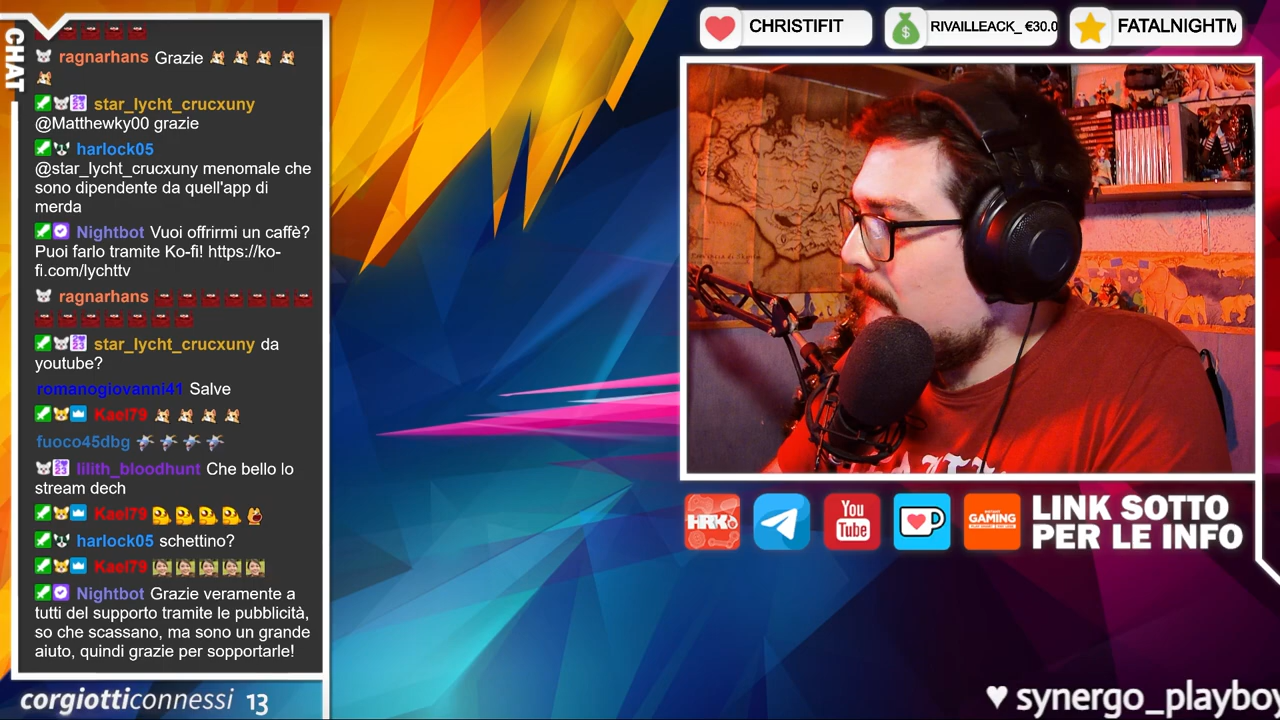 CHAT
ragnarhans Grazie
star_lycht_crucxuny
@Matthewky00 grazie
harlock05
@star_lycht_crucxuny menomale che
sono dipendente da quell'app di
merda
Nightbot Vuoi offrirmi un caffè?
Puoi farlo tramite Ko-fi! https://ko-
fi.com/lychttv
ragnarhans
star_lycht_crucxuny da
youtube?
romanogiovanni41 Salve
Kael79
fuoco45dbg
lilith_bloodhunt Che bello lo
stream dech
Kael79
harlock05 schettino?
Kael79
Nightbot Grazie veramente a
tutti del supporto tramite le pubblicità,
so che scassano, ma sono un grande
aiuto, quindi grazie per sopportarle!
corgiotticonnessi 13
CHRISTIFIT
RIVAILLEACK_ €30.0
FATALNIGHTM
HRK
You
Tube
GAMING
LINK SOTTO
PER LE INFO
♥ synergo_playboy